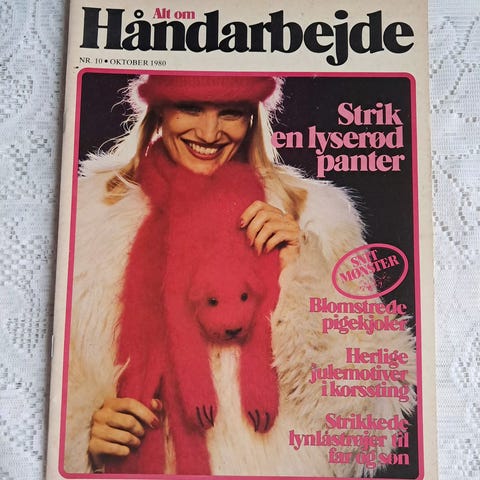 Alt om
Håndarbejde
NR. 10 • OKTOBER 1980
Strik
en lyserød
panter
SNIT
MØNSTER
Blomstrede
pigekjoler
Herlige
julemotiver
i korssting
Strikkede
lynlåstrøjer til
far og søn